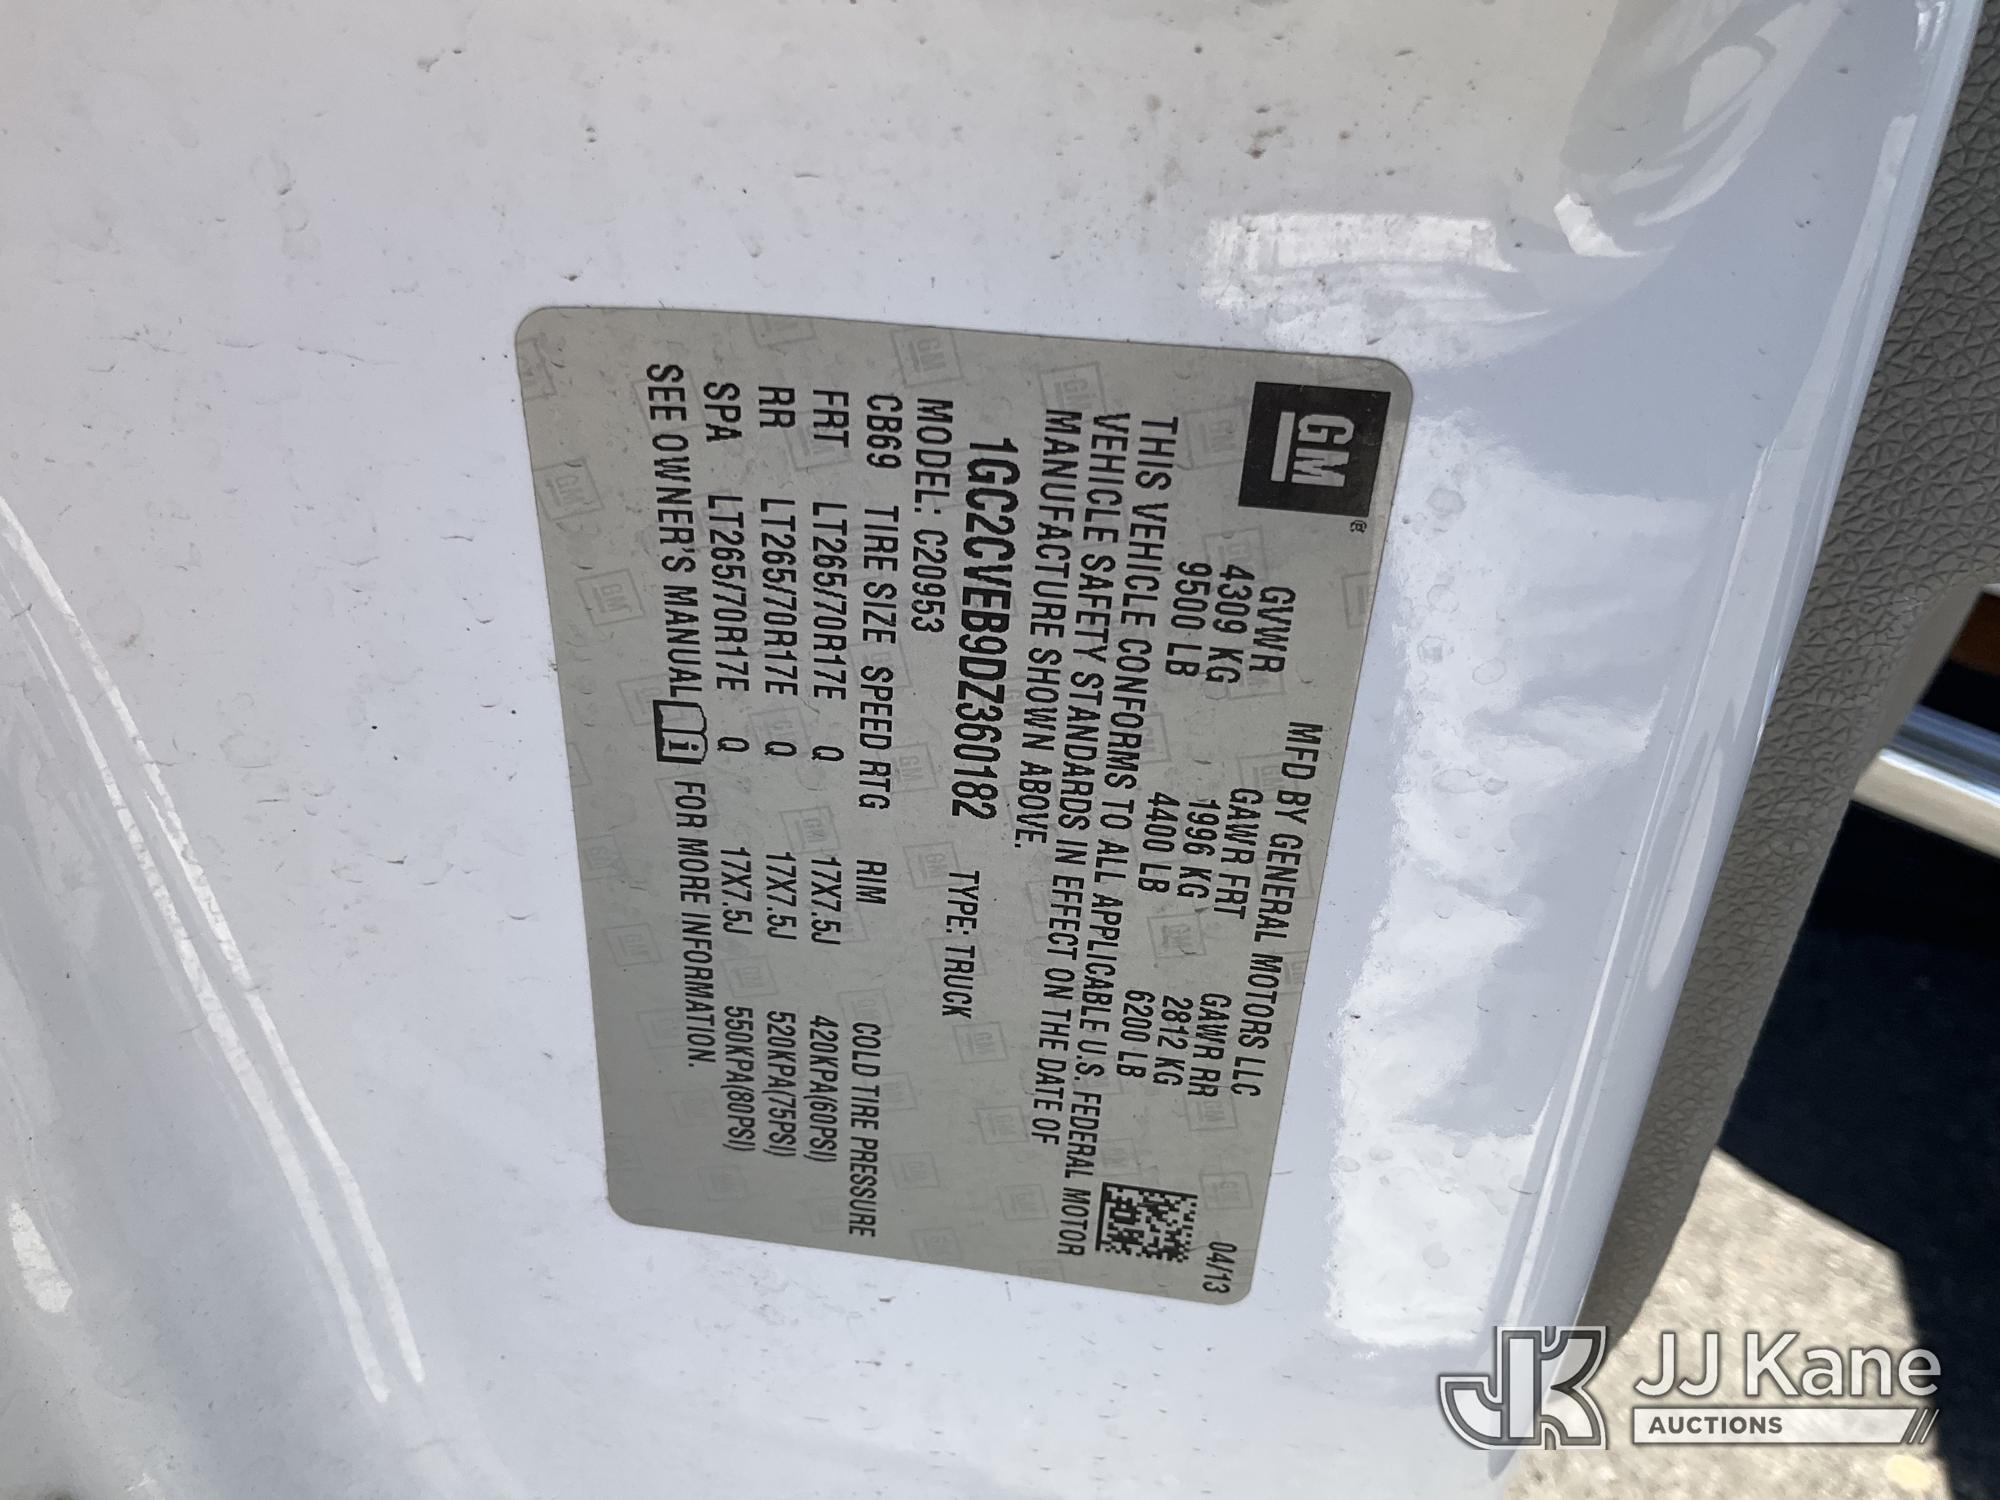 GM®
MFD BY GENERAL MOTORS LLC 04/13
GVWR GAWR FRT GAWR RR
4309 KG 1996 KG 2812 KG
9500 LB 4400 LB 6200 LB
THIS VEHICLE CONFORMS TO ALL APPLICABLE U.S. FEDERAL MOTOR
VEHICLE SAFETY STANDARDS IN EFFECT ON THE DATE OF
MANUFACTURE SHOWN ABOVE.
1GC2CVEB9DZ360182 TYPE: TRUCK
MODEL: C20953
CB69 TIRE SIZE SPEED RTG RIM COLD TIRE PRESSURE
FRT LT265/70R17E Q 17X7.5J 420KPA(60PSI)
RR LT265/70R17E Q 17X7.5J 520KPA(75PSI)
SPA LT265/70R17E Q 17X7.5J 550KPA(80PSI)
SEE OWNER'S MANUAL i FOR MORE INFORMATION.
JK JJ Kane
AUCTIONS